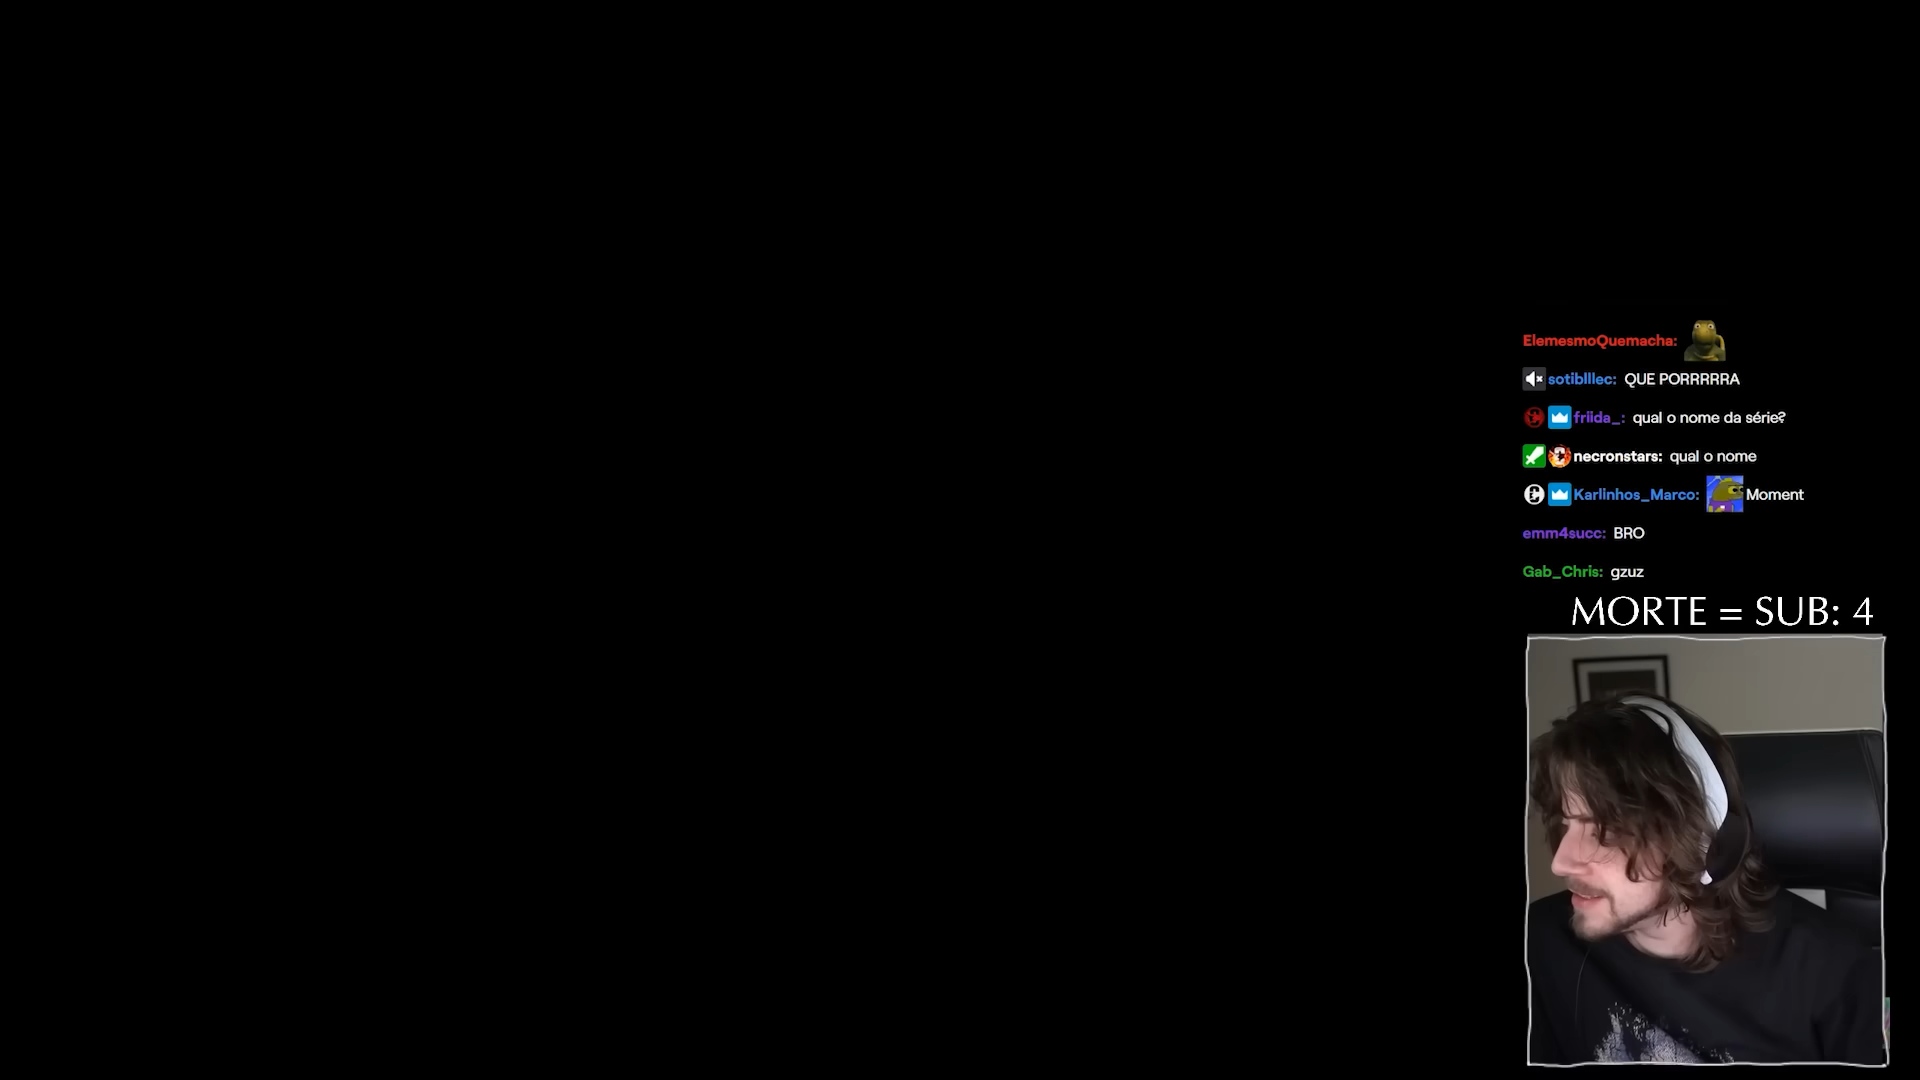 ElemesmoQuemacha:
sotiblllec: QUE PORRRRRA
friida_: qual o nome da série?
necronstars: qual o nome
Karlinhos_Marco: Moment
emm4succ: BRO
Gab_Chris: gzuz
MORTE = SUB: 4